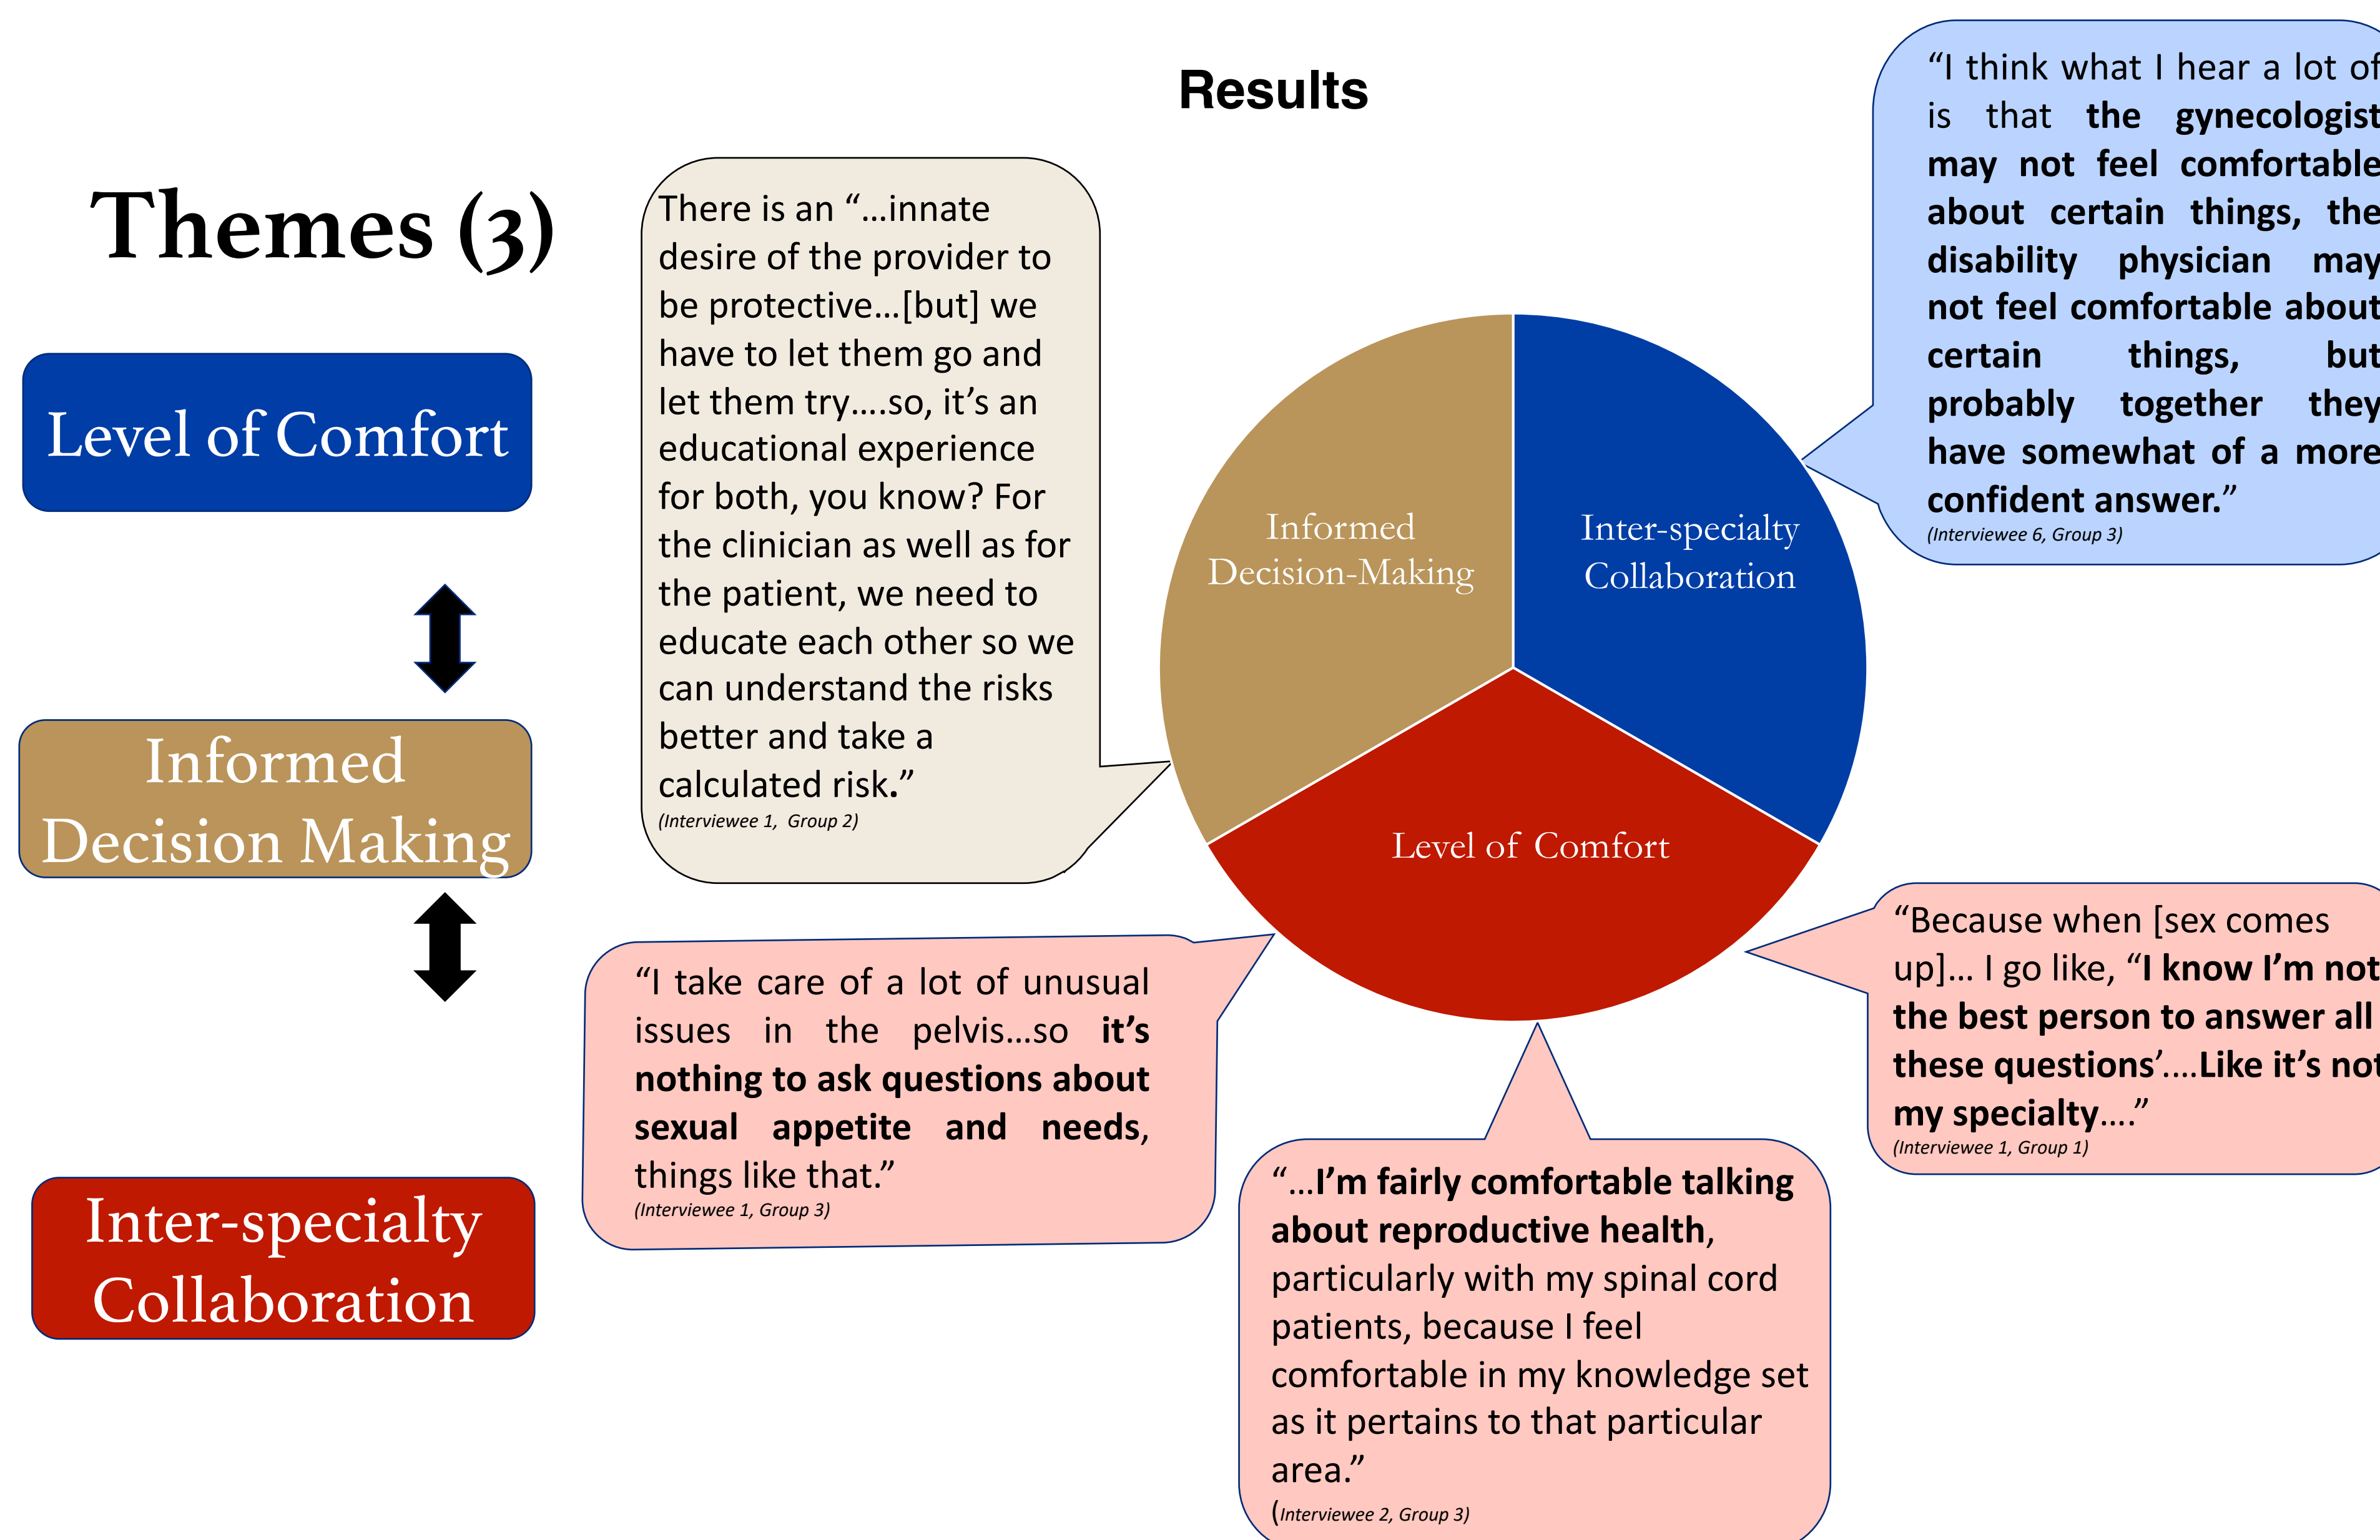 Results
Themes (3)
Level of Comfort
Informed
Decision Making
Inter-specialty
Collaboration
There is an “...innate
desire of the provider to
be protective...[but] we
have to let them go and
let them try....so, it’s an
educational experience
for both, you know? For
the clinician as well as for
the patient, we need to
educate each other so we
can understand the risks
better and take a
calculated risk.”
(Interviewee 1, Group 2)
Informed
Decision-Making
Inter-specialty
Collaboration
Level of Comfort
“I think what I hear a lot of
is that the gynecologist
may not feel comfortable
about certain things, the
disability physician may
not feel comfortable about
certain things, but
probably together they
have somewhat of a more
confident answer.”
(Interviewee 6, Group 3)
“I take care of a lot of unusual
issues in the pelvis...so it’s
nothing to ask questions about
sexual appetite and needs,
things like that.”
(Interviewee 1, Group 3)
“...I’m fairly comfortable talking
about reproductive health,
particularly with my spinal cord
patients, because I feel
comfortable in my knowledge set
as it pertains to that particular
area.”
(Interviewee 2, Group 3)
“Because when [sex comes
up]... I go like, “I know I’m not
the best person to answer all
these questions’....Like it’s not
my specialty....”
(Interviewee 1, Group 1)